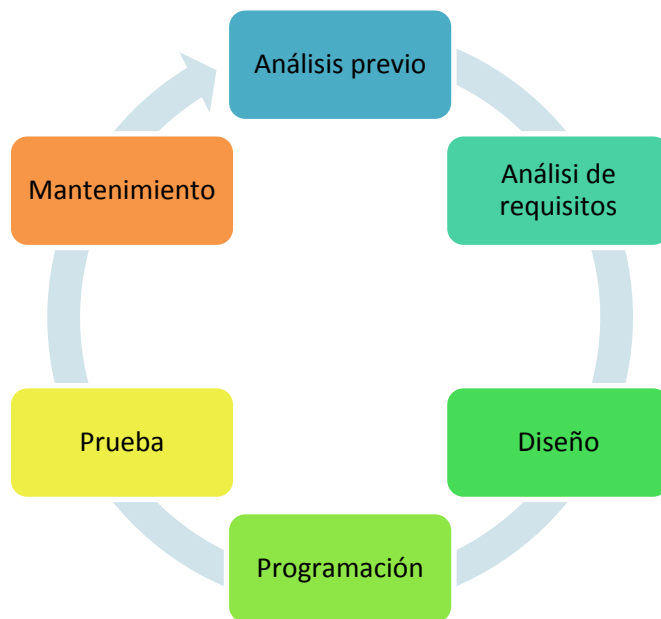 Análisis previo
Análisi de
requisitos
Diseño
Programación
Prueba
Mantenimiento